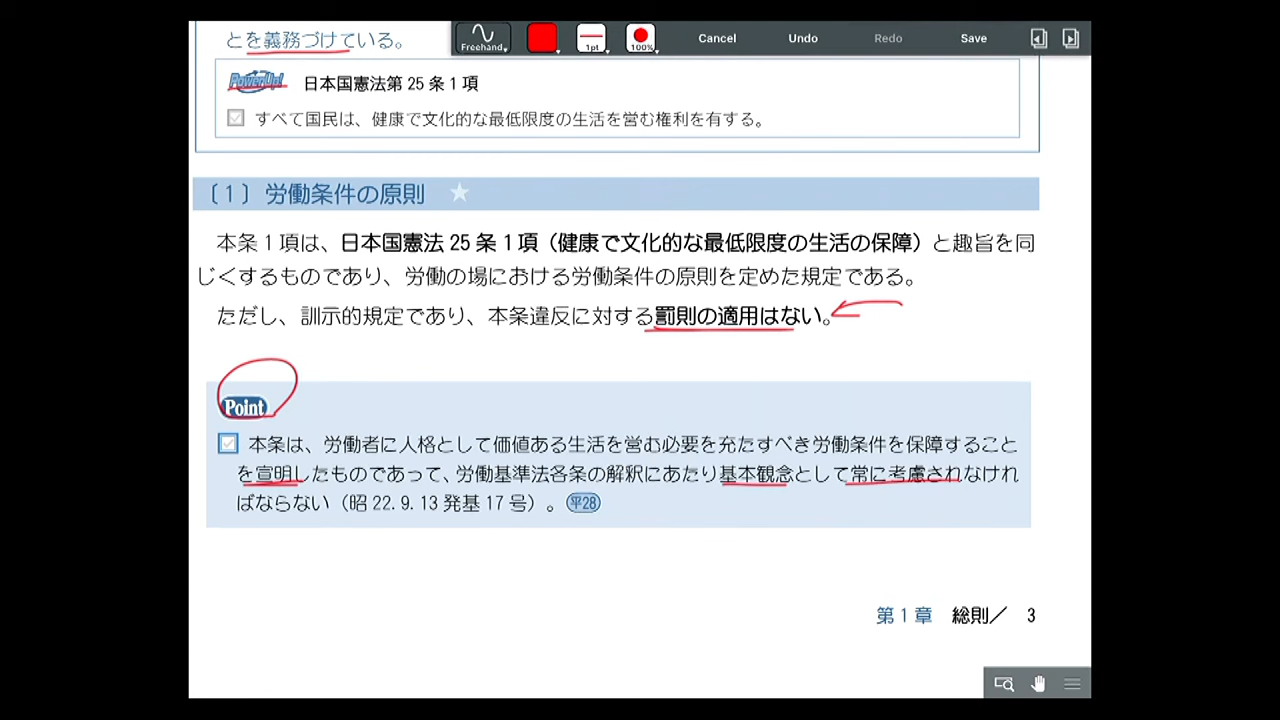 とを義務づけている。
Freehand
1pt
100%
Cancel
Undo
Redo
Save
PowerUp! 日本国憲法第25条1項
すべて国民は、健康で文化的な最低限度の生活を営む権利を有する。
〔1〕労働条件の原則 ★
本条1項は、日本国憲法25条1項（健康で文化的な最低限度の生活の保障）と趣旨を同
じくするものであり、労働の場における労働条件の原則を定めた規定である。
ただし、訓示的規定であり、本条違反に対する罰則の適用はない。
Point
本条は、労働者に人格として価値ある生活を営む必要を充たすべき労働条件を保障すること
を宣明したものであって、労働基準法各条の解釈にあたり基本観念として常に考慮されなけれ
ばならない（昭22.9.13発基17号）。平28
第1章 総則／ 3